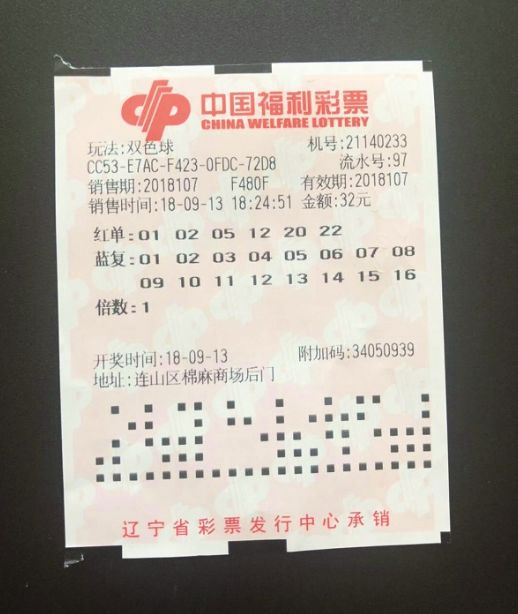 中国福利彩票
CHINA WELFARE LOTTERY
玩法:双色球 机号:21140233
CC53-E7AC-F423-0FDC-72D8 流水号:97
销售期:2018107 F480F 有效期:2018107
销售时间:18-09-13 18:24:51 金额:32元
红单:01 02 05 12 20 22
蓝复:01 02 03 04 05 06 07 08
09 10 11 12 13 14 15 16
倍数:1
开奖时间:18-09-13 附加码:34050939
地址:连山区棉麻商场后门
辽宁省彩票发行中心承销